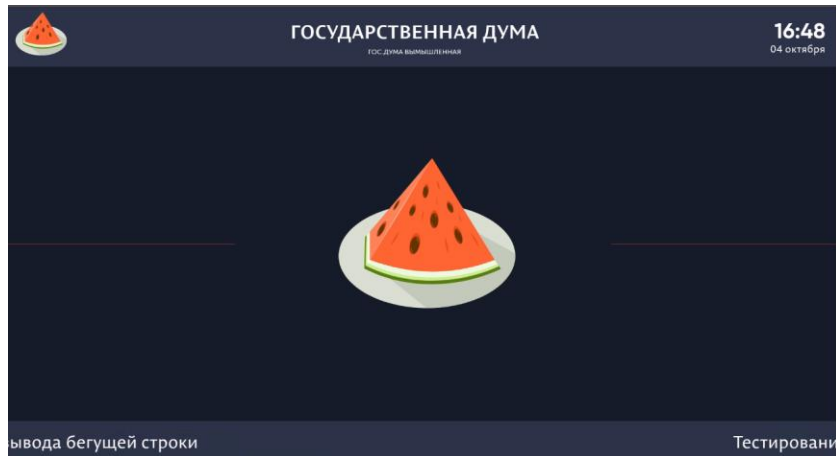 ГОСУДАРСТВЕННАЯ ДУМА
ГОС.ДУМА ВЫМЫШЛЕННАЯ
16:48
04 октября
ывода бегущей строки
Тестировани